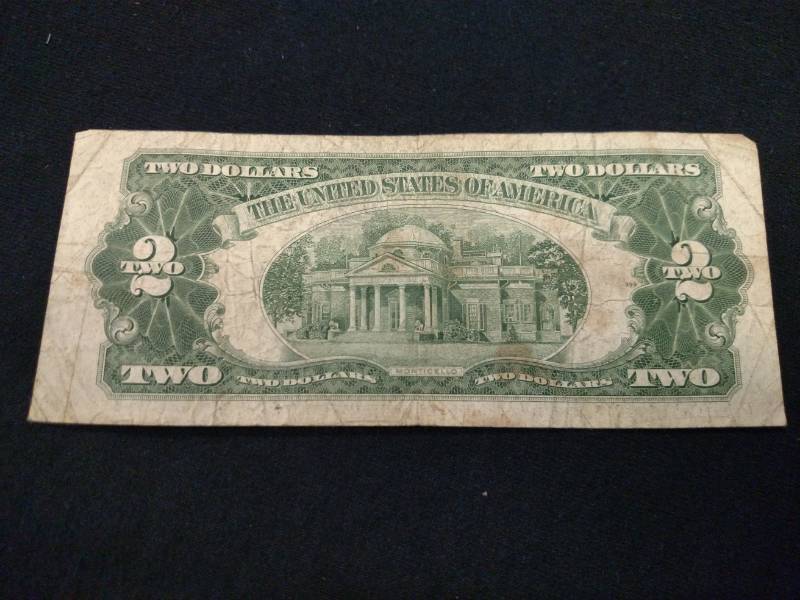 TWO DOLLARS TWO DOLLARS
THE UNITED STATES OF AMERICA
2 2
TWO TWO
MONTICELLO
TWO TWO DOLLARS TWO DOLLARS TWO